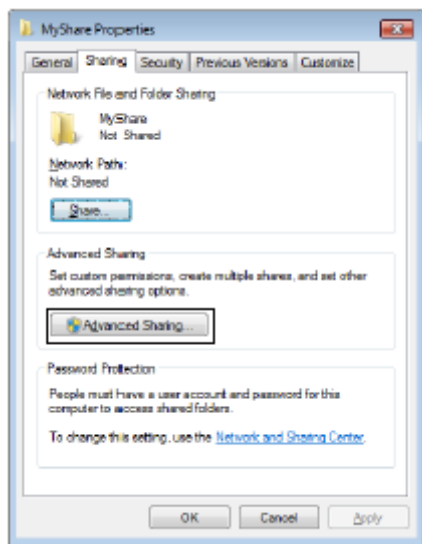 MyShare Properties
General Sharing Security Previous Versions Customize
Network File and Folder Sharing
MyShare
Not Shared
Network Path:
Not Shared
Share...
Advanced Sharing
Set custom permissions, create multiple shares, and set other
advanced sharing options.
Advanced Sharing...
Password Protection
People must have a user account and password for this
computer to access shared folders.
To change this setting, use the Network and Sharing Center.
OK Cancel Apply